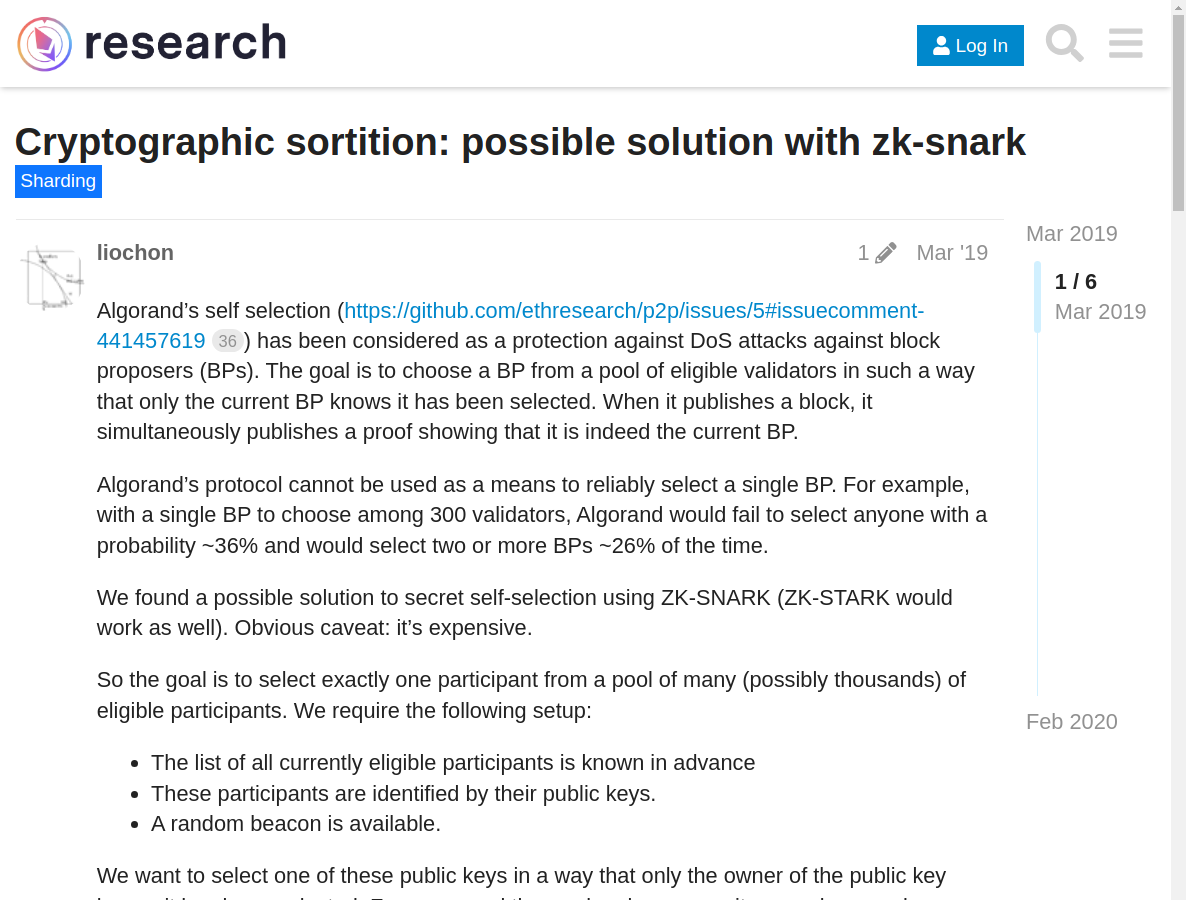 research
Log In
Cryptographic sortition: possible solution with zk-snark
Sharding
liochon
1
Mar '19
Algorand’s self selection (https://github.com/ethresearch/p2p/issues/5#issuecomment-
441457619 36 ) has been considered as a protection against DoS attacks against block
proposers (BPs). The goal is to choose a BP from a pool of eligible validators in such a way
that only the current BP knows it has been selected. When it publishes a block, it
simultaneously publishes a proof showing that it is indeed the current BP.
Algorand’s protocol cannot be used as a means to reliably select a single BP. For example,
with a single BP to choose among 300 validators, Algorand would fail to select anyone with a
probability ~36% and would select two or more BPs ~26% of the time.
We found a possible solution to secret self-selection using ZK-SNARK (ZK-STARK would
work as well). Obvious caveat: it’s expensive.
So the goal is to select exactly one participant from a pool of many (possibly thousands) of
eligible participants. We require the following setup:
The list of all currently eligible participants is known in advance
These participants are identified by their public keys.
A random beacon is available.
We want to select one of these public keys in a way that only the owner of the public key
Mar 2019
1 / 6
Mar 2019
Feb 2020